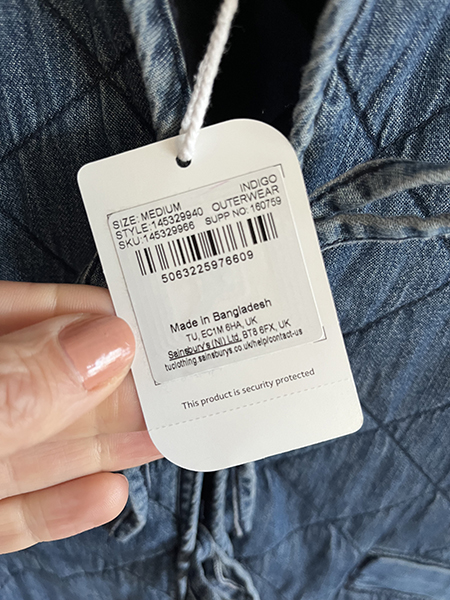 SIZE: MEDIUM INDIGO
STYLE:145329940 OUTERWEAR
SKU:145329966 SUPP NO: 160759
5063225976609
Made in Bangladesh
TU, EC1M 6HA, UK
Sainsbury's (NI) Ltd, BT8 6FX, UK
tuclothing.sainsburys.co.uk/help/contact-us
This product is security protected